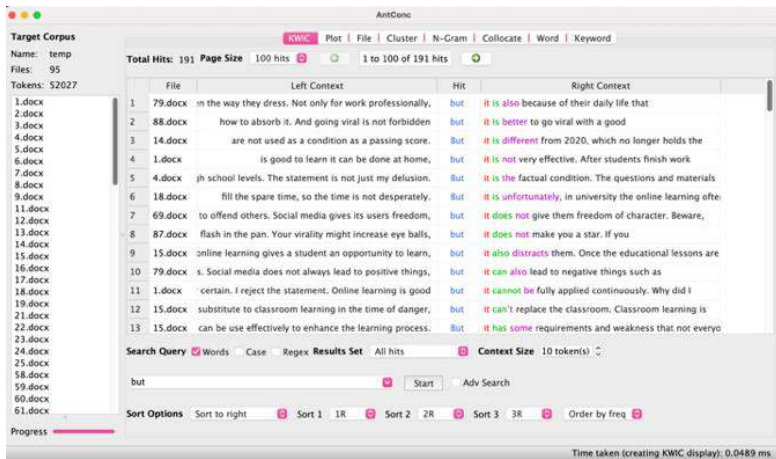 AntConc
Target Corpus
Name: temp
Files: 95
Tokens: 52027
1.docx
2.docx
3.docx
4.docx
5.docx
6.docx
7.docx
8.docx
9.docx
11.docx
12.docx
13.docx
14.docx
15.docx
16.docx
17.docx
18.docx
19.docx
21.docx
22.docx
23.docx
24.docx
25.docx
58.docx
59.docx
60.docx
61.docx
Progress
KWIC Plot File Cluster N-Gram Collocate Word Keyword
Total Hits: 191 Page Size 100 hits 1 to 100 of 191 hits
File Left Context Hit Right Context
1 79.docx in the way they dress. Not only for work professionally, but it is also because of their daily life that
2 88.docx how to absorb it. And going viral is not forbidden but it is better to go viral with a good
3 14.docx are not used as a condition as a passing score. But it is different from 2020, which no longer holds the
4 1.docx is good to learn it can be done at home, but it is not very effective. After students finish work
5 4.docx gh school levels. The statement is not just my delusion. But it is the factual condition. The questions and materials
6 18.docx fill the spare time, so the time is not desperately. But it is unfortunately, in university the online learning ofte
7 69.docx to offend others. Social media gives its users freedom, but it does not give them freedom of character. Beware,
8 87.docx flash in the pan. Your virality might increase eye balls, but it does not make you a star. If you
9 15.docx online learning gives a student an opportunity to learn, but it also distracts them. Once the educational lessons are
10 79.docx s. Social media does not always lead to positive things, but it can also lead to negative things such as
11 1.docx certain. I reject the statement. Online learning is good but it cannot be fully applied continuously. Why did I
12 15.docx substitute to classroom learning in the time of danger, but it can't replace the classroom. Classroom learning is
13 15.docx can be use effectively to enhance the learning process. But it has some requirements and weakness that not everyo
Search Query Words Case Regex Results Set All hits Context Size 10 token(s)
but Start Adv Search
Sort Options Sort to right Sort 1 1R Sort 2 2R Sort 3 3R Order by freq
Time taken (creating KWIC display): 0.0489 ms